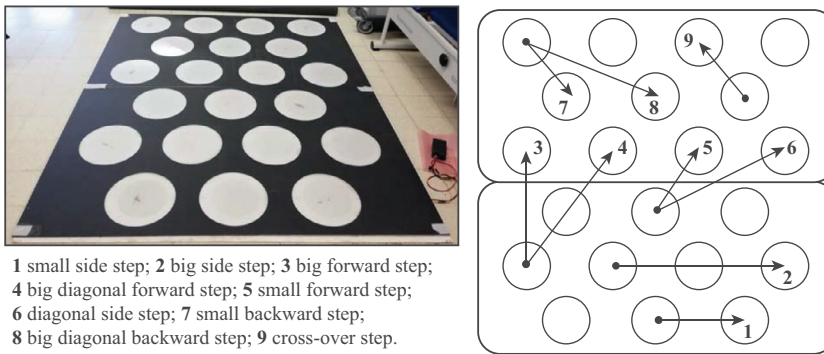 9
7
8
3
4
5
6
2
1
1 small side step; 2 big side step; 3 big forward step;
4 big diagonal forward step; 5 small forward step;
6 diagonal side step; 7 small backward step;
8 big diagonal backward step; 9 cross-over step.